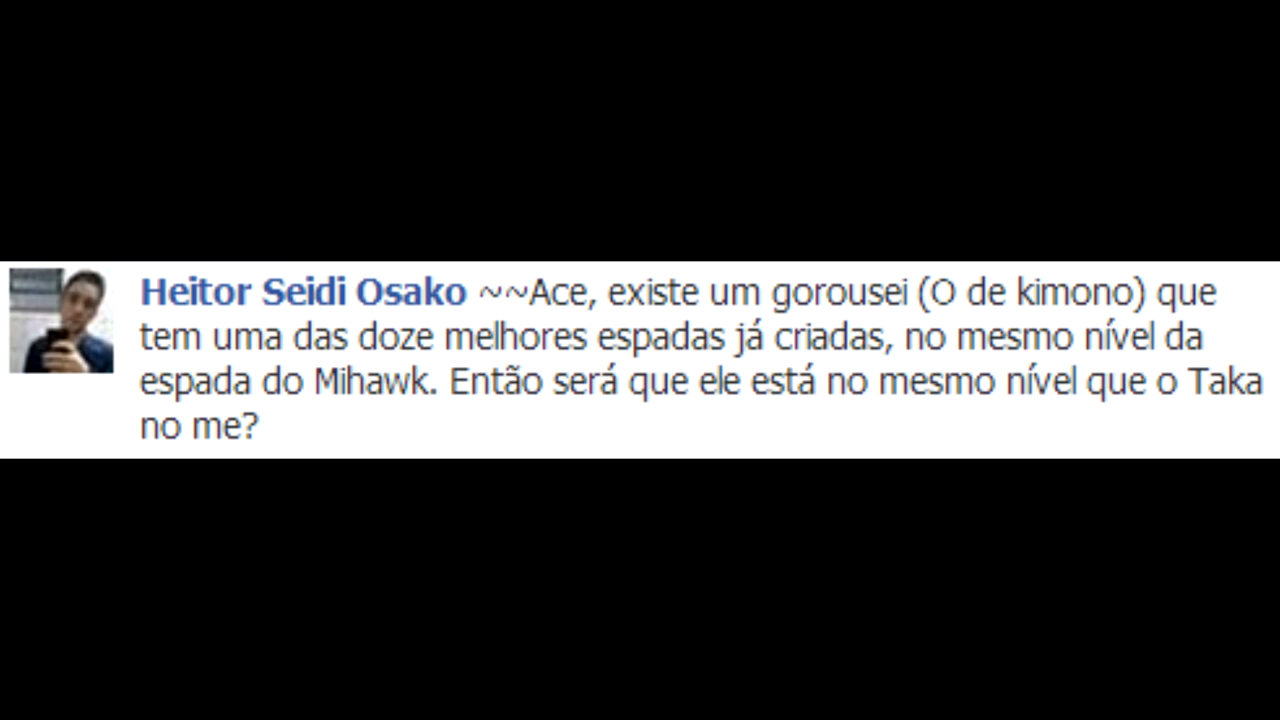 Heitor Seidi Osako ~~Ace, existe um gorousei (O de kimono) que
tem uma das doze melhores espadas já criadas, no mesmo nível da
espada do Mihawk. Então será que ele está no mesmo nível que o Taka
no me?